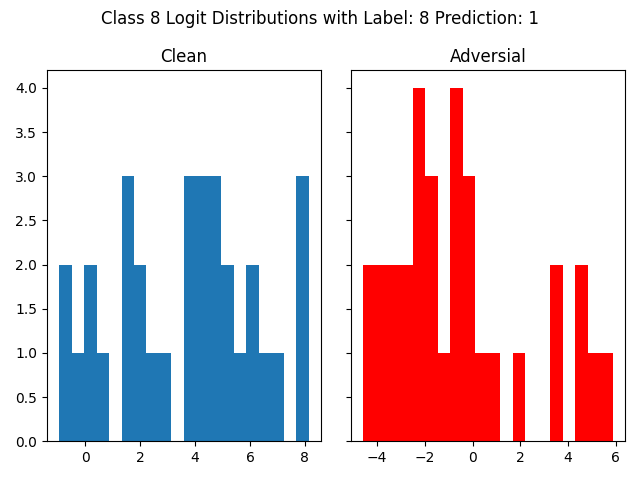 Class 8 Logit Distributions with Label: 8 Prediction: 1
Clean
Adversial
4.0
3.5
3.0
2.5
2.0
1.5
1.0
0.5
0.0
0 2 4 6 8
−4 −2 0 2 4 6